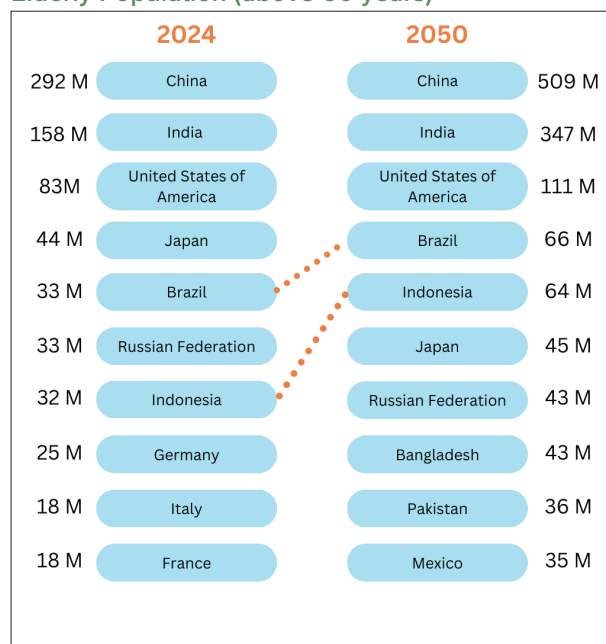 2024 2050
292 M China China 509 M
158 M India India 347 M
83M United States of America United States of America 111 M
44 M Japan Brazil 66 M
33 M Brazil Indonesia 64 M
33 M Russian Federation Japan 45 M
32 M Indonesia Russian Federation 43 M
25 M Germany Bangladesh 43 M
18 M Italy Pakistan 36 M
18 M France Mexico 35 M